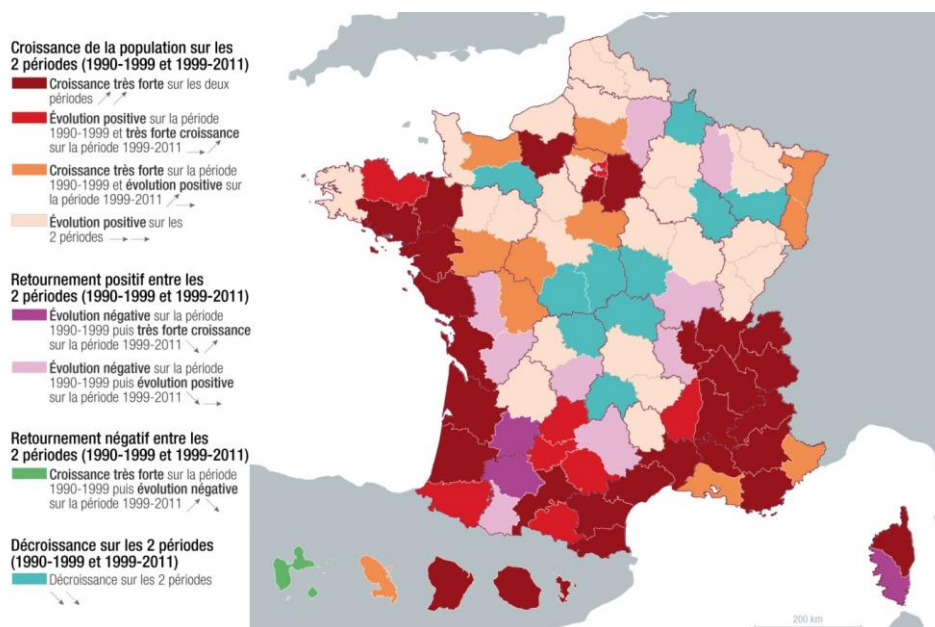 Croissance de la population sur les
2 périodes (1990-1999 et 1999-2011)
Croissance très forte sur les deux
périodes
Évolution positive sur la période
1990-1999 et très forte croissance
sur la période 1999-2011
Croissance très forte sur la période
1990-1999 et évolution positive sur
la période 1999-2011
Évolution positive sur les
2 périodes
Retournement positif entre les
2 périodes (1990-1999 et 1999-2011)
Évolution négative sur la période
1990-1999 puis très forte croissance
sur la période 1999-2011
Évolution négative sur la période
1990-1999 puis évolution positive
sur la période 1999-2011
Retournement négatif entre les
2 périodes (1990-1999 et 1999-2011)
Croissance très forte sur la période
1990-1999 puis évolution négative
sur la période 1999-2011
Décroissance sur les 2 périodes
(1990-1999 et 1999-2011)
Décroissance sur les 2 périodes
200 km